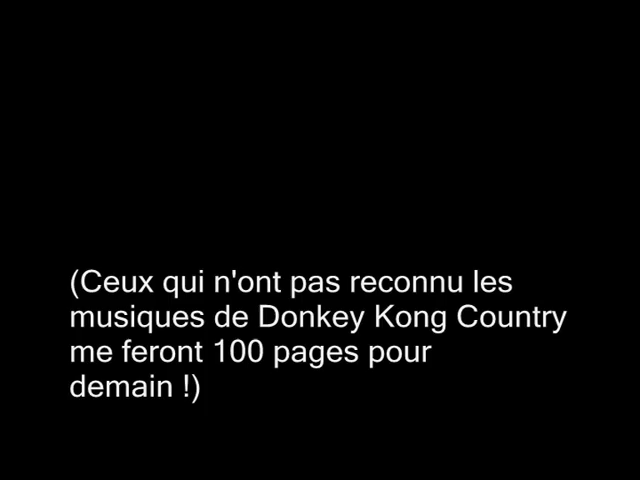 (Ceux qui n'ont pas reconnu les
musiques de Donkey Kong Country
me feront 100 pages pour
demain !)